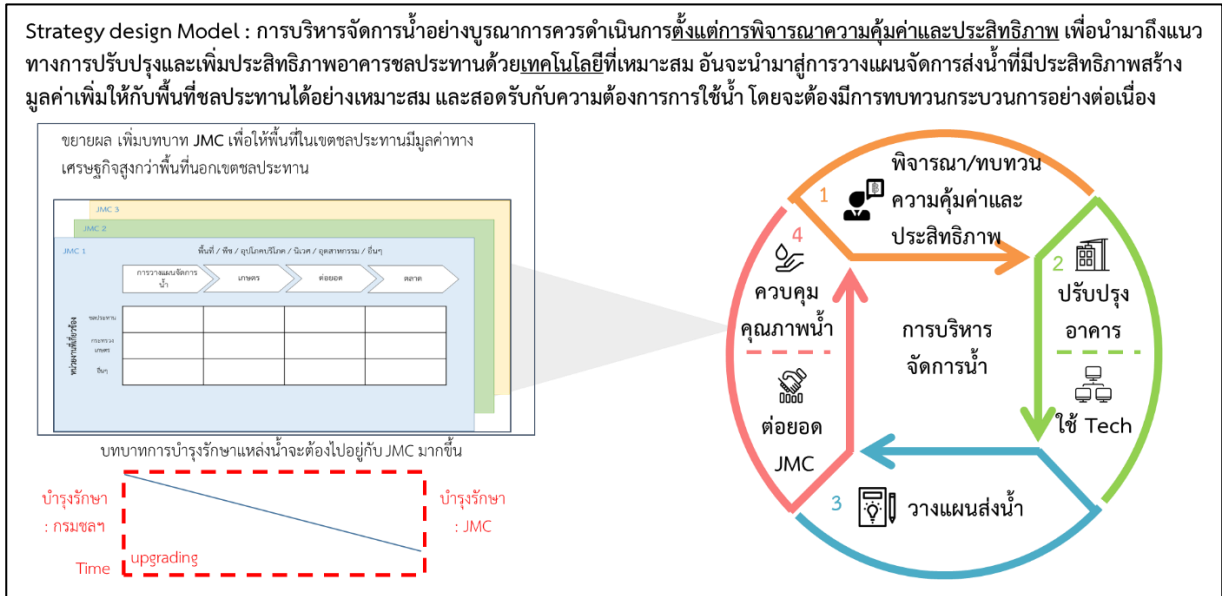 Strategy design Model : การบริหารจัดการน้ำอย่างบูรณาการควรดำเนินการตั้งแต่การพิจารณาความคุ้มค่าและประสิทธิภาพ เพื่อนำมาถึงแนว
ทางการปรับปรุงและเพิ่มประสิทธิภาพอาคารชลประทานด้วยเทคโนโลยีที่เหมาะสม อันจะนำมาสู่การวางแผนจัดการส่งน้ำที่มีประสิทธิภาพสร้าง
มูลค่าเพิ่มให้กับพื้นที่ชลประทานได้อย่างเหมาะสม และสอดรับกับความต้องการการใช้น้ำ โดยจะต้องมีการทบทวนกระบวนการอย่างต่อเนื่อง
ขยายผล เพิ่มบทบาท JMC เพื่อให้พื้นที่ในเขตชลประทานมีมูลค่าทาง
เศรษฐกิจสูงกว่าพื้นที่นอกเขตชลประทาน
JMC 3
JMC 2
JMC 1
พื้นที่ / พืช / อุปโภคบริโภค / นิเวศ / อุตสาหกรรม / อื่นๆ
การวางแผนจัดการ
น้ำ
เกษตร
ต่อยอด
ตลาด
หน่วยงานที่เกี่ยวข้อง
ชลประทาน
กระทรวง
เกษตร
อื่นๆ
บทบาทการบำรุงรักษาแหล่งน้ำจะต้องไปอยู่กับ JMC มากขึ้น
บำรุงรักษา
: กรมชลฯ
Time
upgrading
บำรุงรักษา
: JMC
1
พิจารณา/ทบทวน
ความคุ้มค่าและ
ประสิทธิภาพ
2
ปรับปรุง
อาคาร
ใช้ Tech
3
วางแผนส่งน้ำ
4
ควบคุม
คุณภาพน้ำ
ต่อยอด
JMC
การบริหาร
จัดการน้ำ